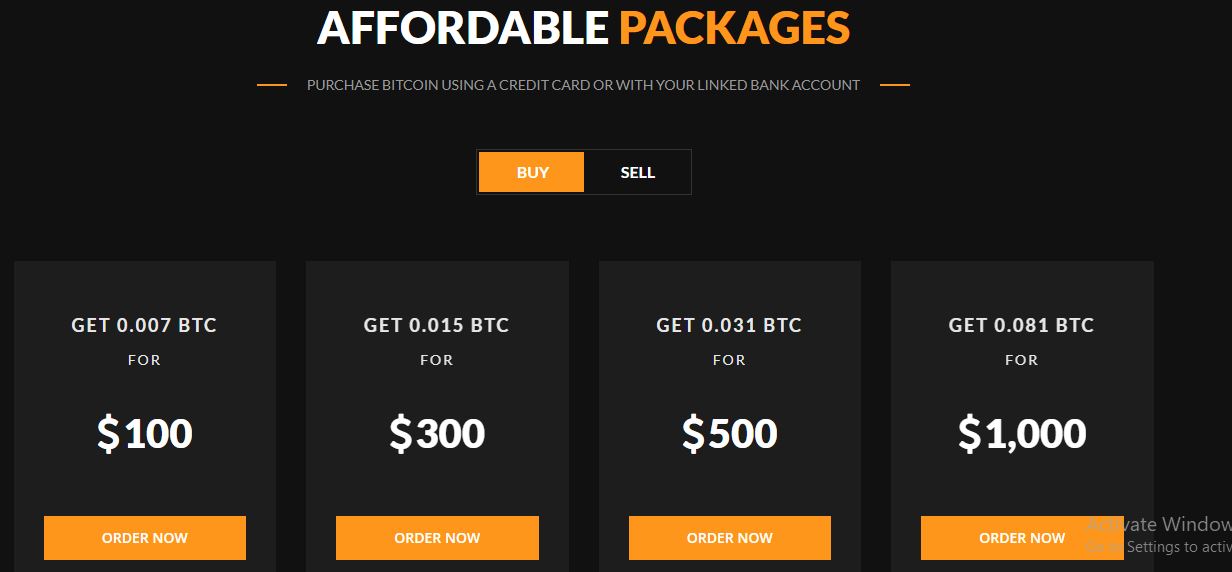 AFFORDABLE PACKAGES
PURCHASE BITCOIN USING A CREDIT CARD OR WITH YOUR LINKED BANK ACCOUNT
BUY
SELL
GET 0.007 BTC
FOR
$100
ORDER NOW
GET 0.015 BTC
FOR
$300
ORDER NOW
GET 0.031 BTC
FOR
$500
ORDER NOW
GET 0.081 BTC
FOR
$1,000
ORDER NOW
Activate Window
Go to Settings to activ